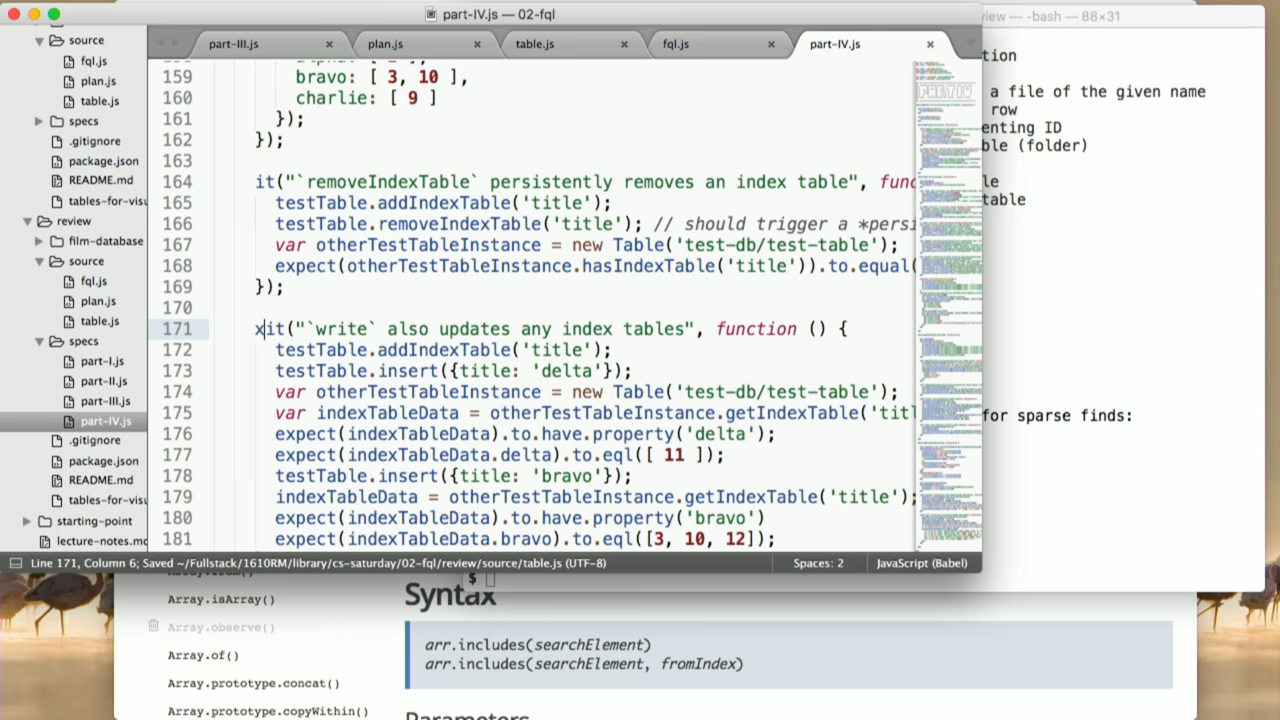 part-IV.js — 02-fql
view — -bash — 88×31
part-III.js
plan.js
table.js
fql.js
part-IV.js
source
fql.js
plan.js
table.js
specs
.gitignore
package.json
README.md
tables-for-visu
review
film-database
source
fql.js
plan.js
table.js
specs
part-I.js
part-II.js
part-III.js
part-IV.js
.gitignore
package.json
README.md
tables-for-visu
starting-point
lecture-notes.md
159 bravo: [ 3, 10 ],
160 charlie: [ 9 ]
161 });
162 });
163
164 it("`removeIndexTable` persistently removes an index table", func
165 testTable.addIndexTable('title');
166 testTable.removeIndexTable('title'); // should trigger a *persi
167 var otherTestTableInstance = new Table('test-db/test-table');
168 expect(otherTestTableInstance.hasIndexTable('title')).to.equal(
169 });
170
171 xit("`write` also updates any index tables", function () {
172 testTable.addIndexTable('title');
173 testTable.insert({title: 'delta'});
174 var otherTestTableInstance = new Table('test-db/test-table');
175 var indexTableData = otherTestTableInstance.getIndexTable('titl
176 expect(indexTableData).to.have.property('delta');
177 expect(indexTableData.delta).to.eql([ 11 ]);
178 testTable.insert({title: 'bravo'});
179 indexTableData = otherTestTableInstance.getIndexTable('title');
180 expect(indexTableData).to.have.property('bravo')
181 expect(indexTableData.bravo).to.eql([3, 10, 12]);
Line 171, Column 6; Saved ~/Fullstack/1610RM/library/cs-saturday/02-fql/review/source/table.js (UTF-8)
Spaces: 2
JavaScript (Babel)
tion
a file of the given name
row
enting ID
ble (folder)
le
table
for sparse finds:
$
Array.from()
Array.isArray()
Array.observe()
Array.of()
Array.prototype.concat()
Array.prototype.copyWithin()
Syntax
arr.includes(searchElement)
arr.includes(searchElement, fromIndex)
Parameters